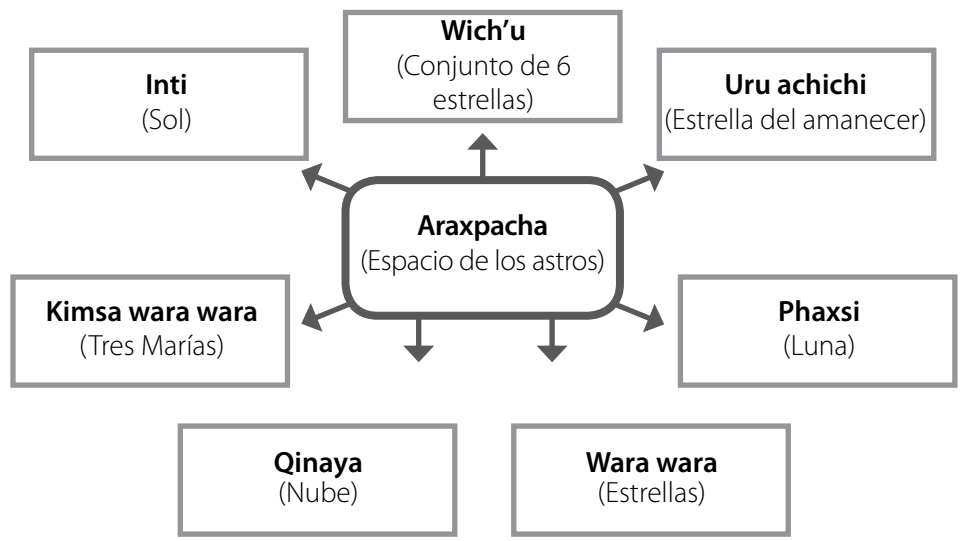 Wich’u
(Conjunto de 6
estrellas)
Inti
(Sol)
Uru achichi
(Estrella del amanecer)
Araxpacha
(Espacio de los astros)
Kimsa wara wara
(Tres Marías)
Phaxsi
(Luna)
Qinaya
(Nube)
Wara wara
(Estrellas)